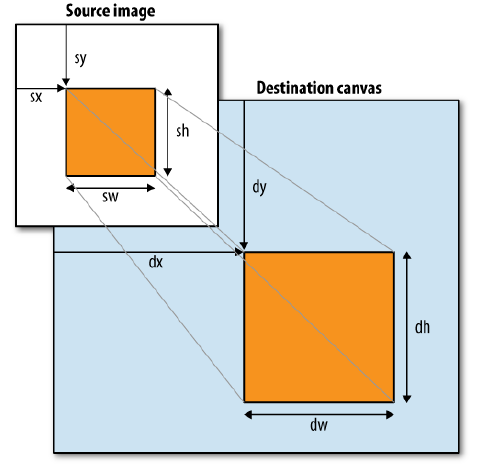 Source image
sy
sx
sh
sw
Destination canvas
dy
dx
dh
dw